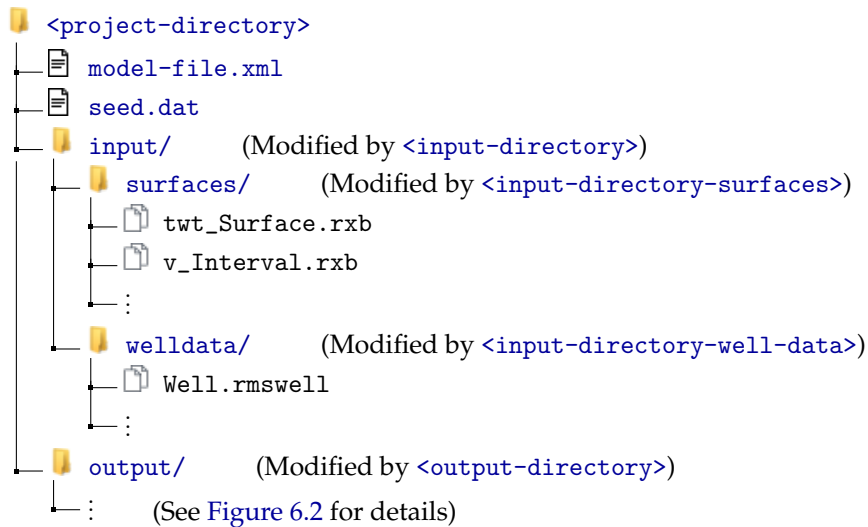 <project-directory>
model-file.xml
seed.dat
input/ (Modified by <input-directory>)
surfaces/ (Modified by <input-directory-surfaces>)
twt_Surface.rxb
v_Interval.rxb
⋮
welldata/ (Modified by <input-directory-well-data>)
Well.rmswell
⋮
output/ (Modified by <output-directory>)
⋮ (See Figure 6.2 for details)